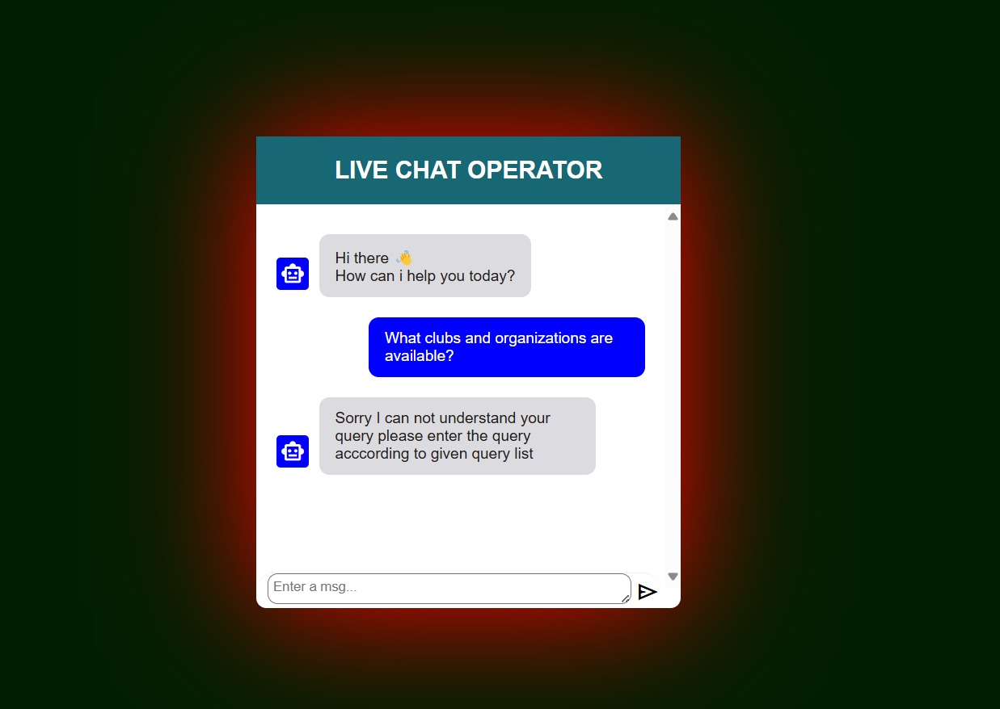 LIVE CHAT OPERATOR
Hi there 👋
How can i help you today?
What clubs and organizations are
available?
Sorry I can not understand your
query please enter the query
acccording to given query list
Enter a msg...